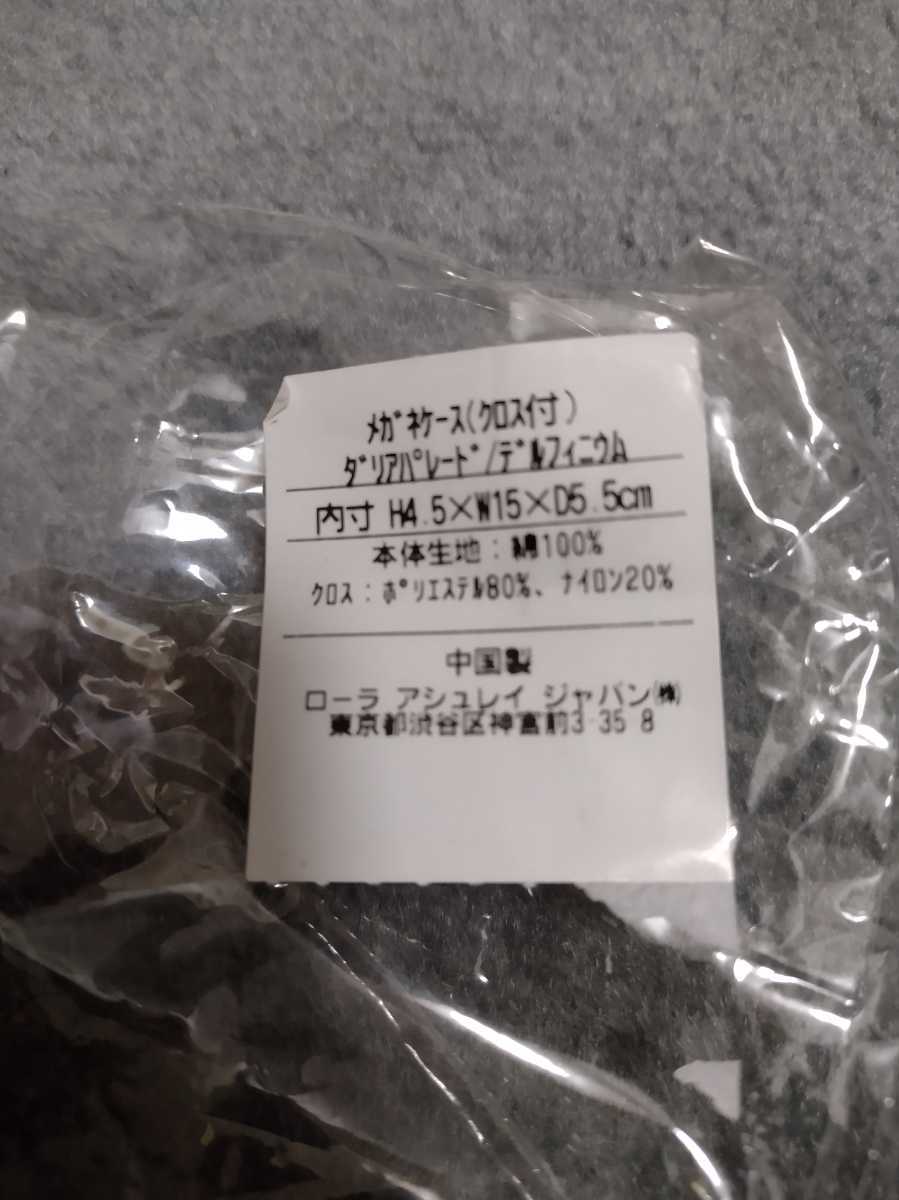 ﾒｶﾞﾈｹｰｽ(ｸﾛｽ付)
ﾀﾞﾘｱﾊﾟﾚｰﾄﾞ/ﾃﾞﾙﾌｨﾆｳﾑ
内寸 H4.5×W15×D5.5cm
本体生地：綿100%
ｸﾛｽ：ﾎﾟﾘｴｽﾃﾙ80%、ﾅｲﾛﾝ20%
中国製
ローラ アシュレイ ジャパン㈱
東京都渋谷区神宮前3-35-8